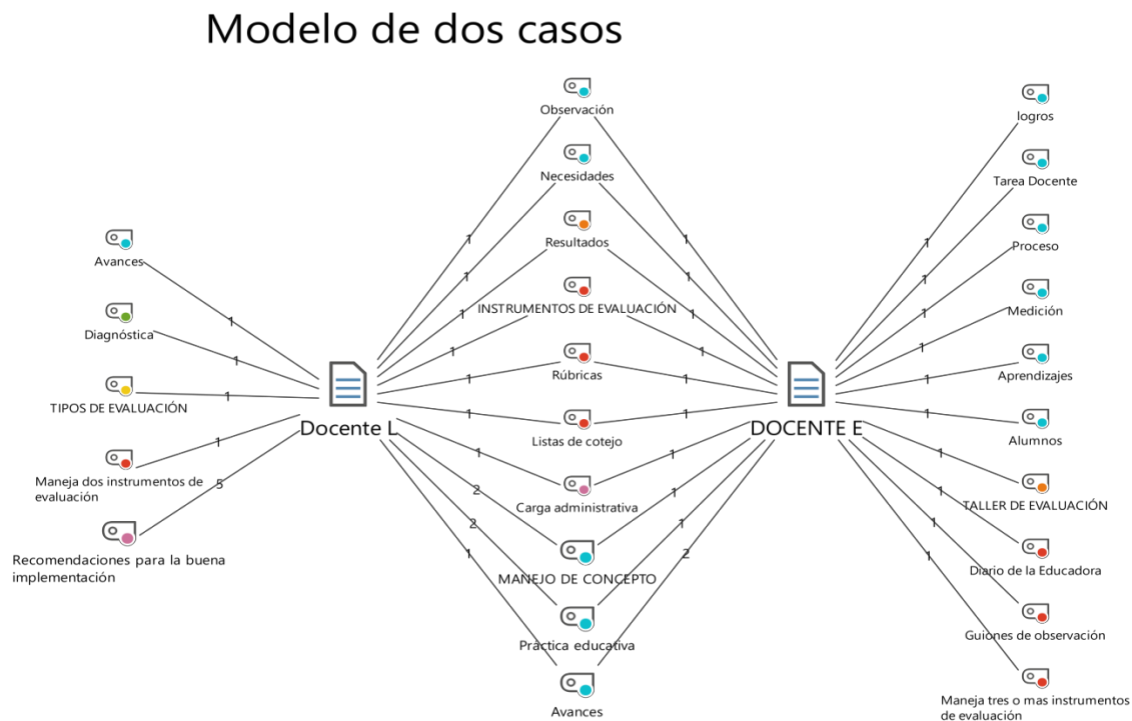 Modelo de dos casos
Avances
1
Diagnóstica
1
TIPOS DE EVALUACIÓN
1
Maneja dos instrumentos de
evaluación
1
Recomendaciones para la buena
implementación
5
Docente L
Observación
1
1
Necesidades
1
1
Resultados
1
1
INSTRUMENTOS DE EVALUACIÓN
1
1
Rúbricas
1
1
Listas de cotejo
1
1
Carga administrativa
1
1
MANEJO DE CONCEPTO
2
1
Práctica educativa
2
1
Avances
1
2
DOCENTE E
logros
1
Tarea Docente
1
Proceso
1
Medición
1
Aprendizajes
1
Alumnos
1
TALLER DE EVALUACIÓN
1
Diario de la Educadora
1
Guiones de observación
1
Maneja tres o mas instrumentos
de evaluación
1